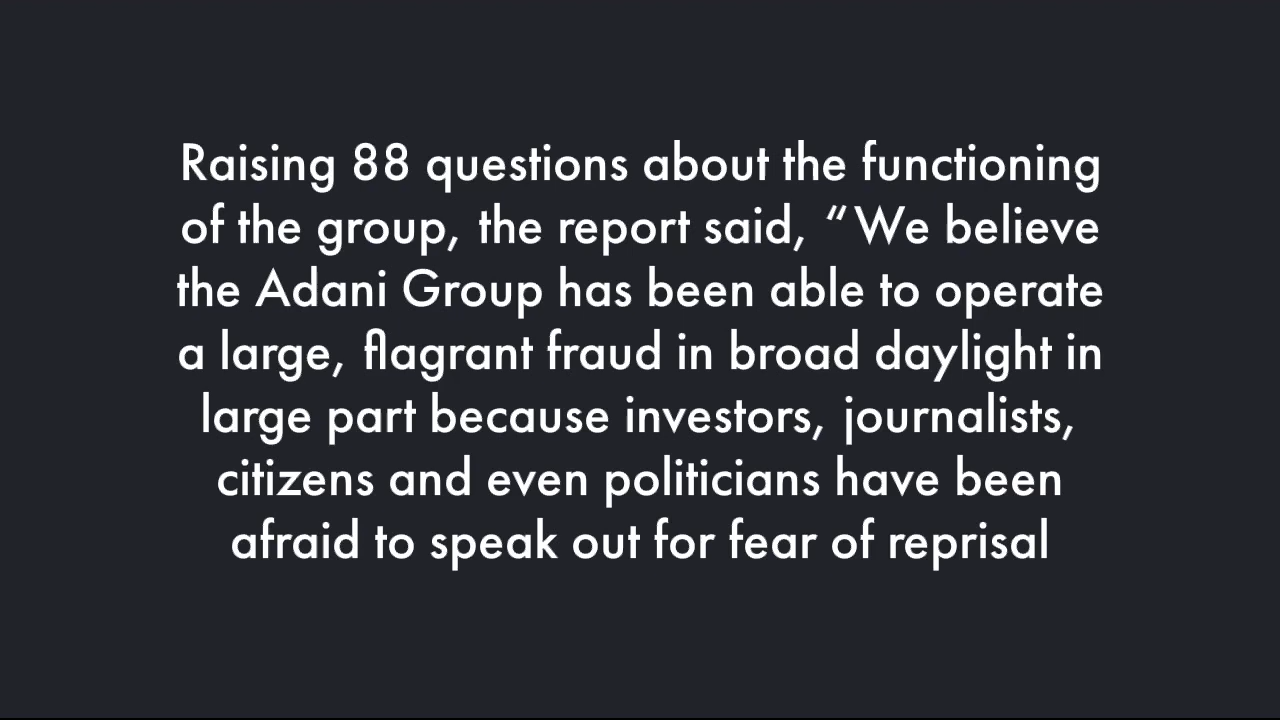 Raising 88 questions about the functioning
of the group, the report said, “We believe
the Adani Group has been able to operate
a large, flagrant fraud in broad daylight in
large part because investors, journalists,
citizens and even politicians have been
afraid to speak out for fear of reprisal